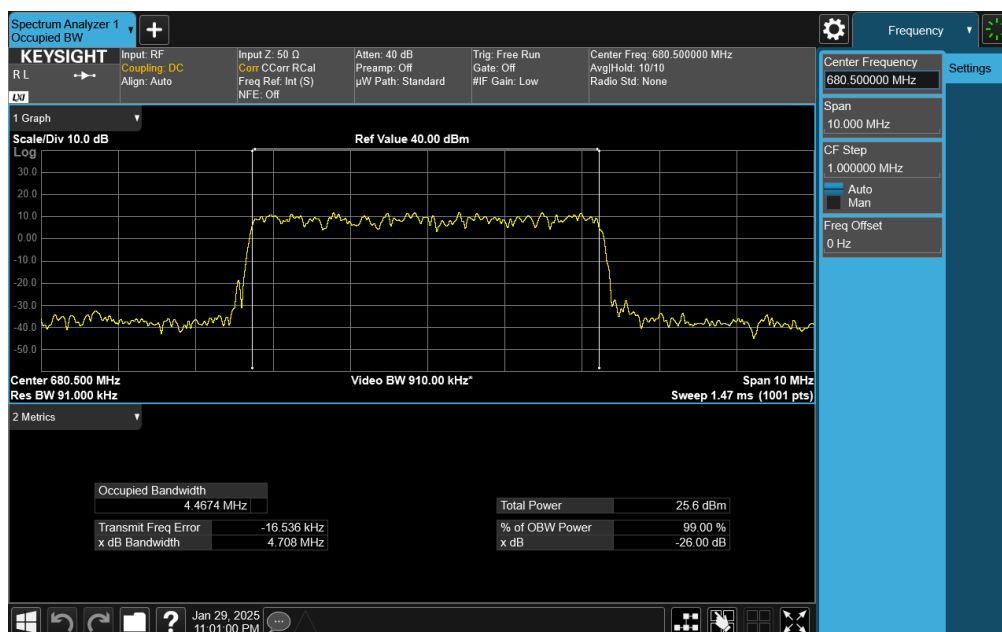 Spectrum Analyzer 1
Occupied BW
Frequency
KEYSIGHT
R L
LXI
Input: RF
Coupling: DC
Align: Auto
Input Z: 50 Ω
Corr CCorr RCal
Freq Ref: Int (S)
NFE: Off
Atten: 40 dB
Preamp: Off
µW Path: Standard
Trig: Free Run
Gate: Off
#IF Gain: Low
Center Freq: 680.500000 MHz
Avg|Hold: 10/10
Radio Std: None
Center Frequency
680.500000 MHz
Settings
Span
10.000 MHz
CF Step
1.000000 MHz
Auto
Man
Freq Offset
0 Hz
1 Graph
Scale/Div 10.0 dB
Ref Value 40.00 dBm
Log
30.0
20.0
10.0
0.00
-10.0
-20.0
-30.0
-40.0
-50.0
Center 680.500 MHz
Video BW 910.00 kHz*
Span 10 MHz
Res BW 91.000 kHz
Sweep 1.47 ms (1001 pts)
2 Metrics
Occupied Bandwidth
4.4674 MHz
Total Power 25.6 dBm
Transmit Freq Error -16.536 kHz
% of OBW Power 99.00 %
x dB Bandwidth 4.708 MHz
x dB -26.00 dB
?
Jan 29, 2025
11:01:00 PM